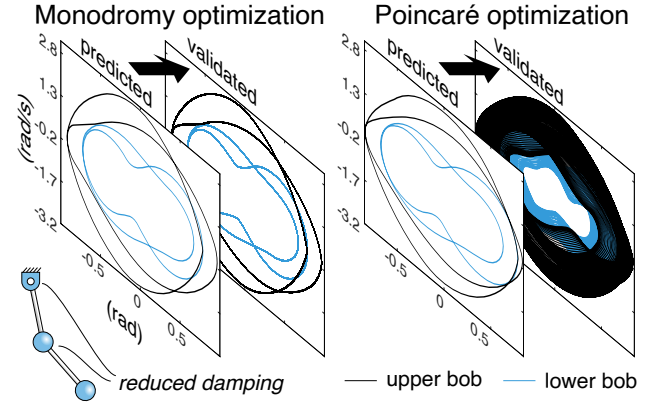 Monodromy optimization
Poincaré optimization
predicted
validated
predicted
validated
2.8
1.3
-0.2
-1.7
-3.2
(rad/s)
-0.5
0
0.5
(rad)
2.8
1.3
-0.2
-1.7
-3.2
-0.5
0
0.5
reduced damping
upper bob
lower bob